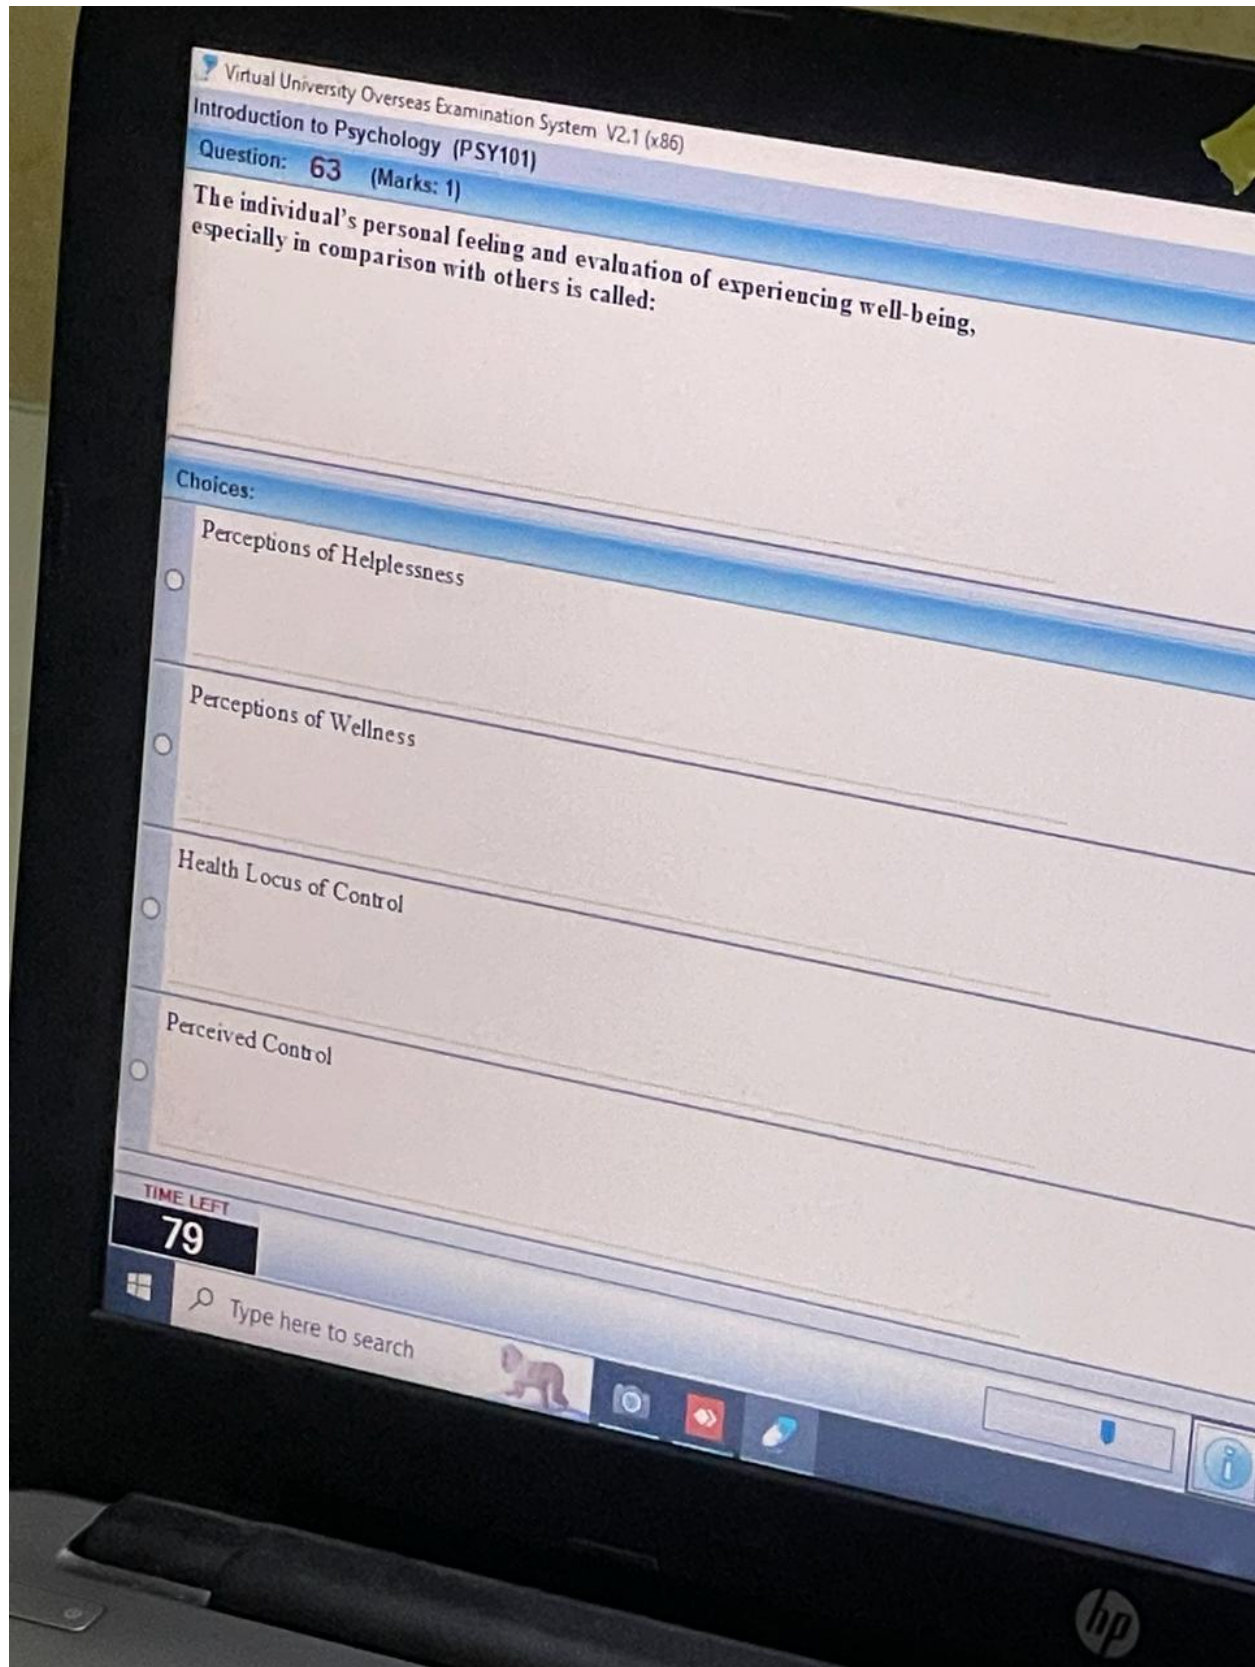 Virtual University Overseas Examination System V2.1 (x86)
Introduction to Psychology (PSY101)
Question: 63 (Marks: 1)
The individual's personal feeling and evaluation of experiencing well-being,
especially in comparison with others is called:
Choices:
Perceptions of Helplessness
Perceptions of Wellness
Health Locus of Control
Perceived Control
TIME LEFT
79
Type here to search
hp